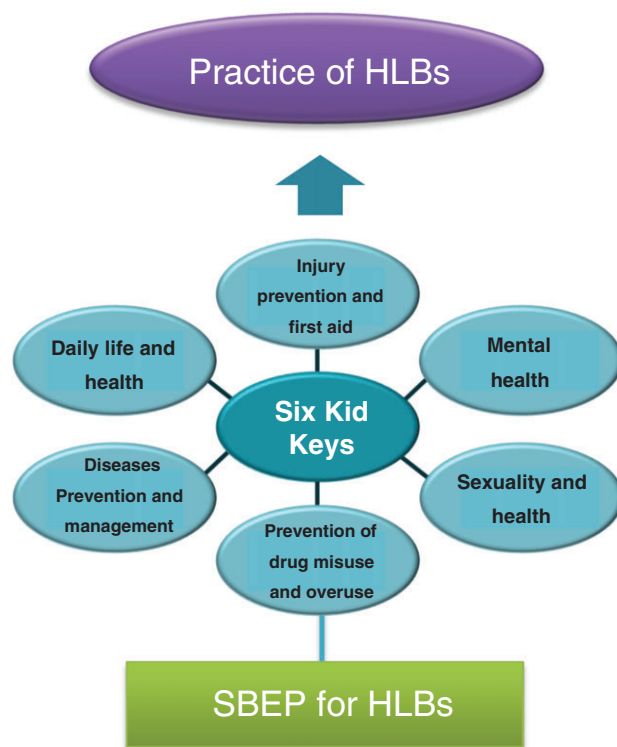 Practice of HLBs
Injury
prevention and
first aid
Daily life and
health
Mental
health
Six Kid
Keys
Diseases
Prevention and
management
Sexuality and
health
Prevention of
drug misuse
and overuse
SBEP for HLBs